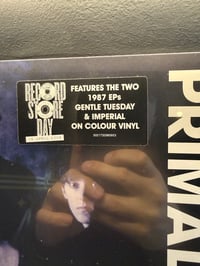 RECORD
STORE
DAY
FEATURES THE TWO
1987 EPs
GENTLE TUESDAY
& IMPERIAL
ON COLOUR VINYL
PRIMAL